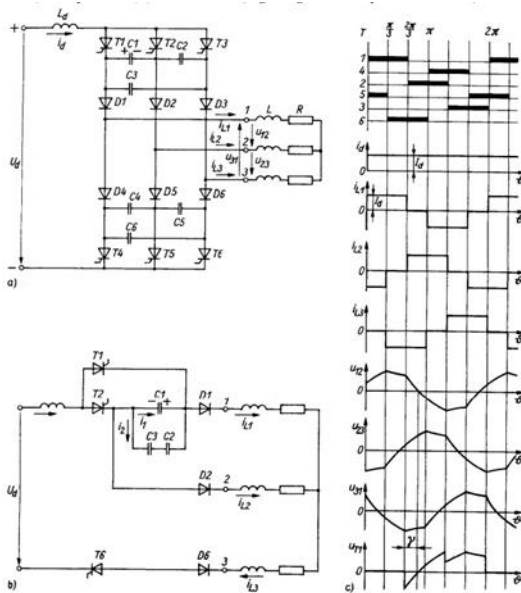 +
L_d
i_d
T1
T2
T3
+ −
C1
C2
C3
D1
D2
D3
1
L
R
i_L1
u_12
i_L2
2
u_31
u_23
i_L3
3
U_d
D4
D5
D6
C4
C5
C6
T4
T5
T6
−
a)
T1
T2
− +
C1
D1
1
i_1
i_L1
i_2
C3 C2
D2
2
i_L2
U_d
T6
D6
3
i_L3
b)
T
π/3
2π/3
π
2π
1
4
2
5
3
6
i_d
I_d
0
i_L1
I_d
0
i_L2
0
i_L3
0
u_12
0
u_23
0
u_31
0
γ
u_T1
0
c)